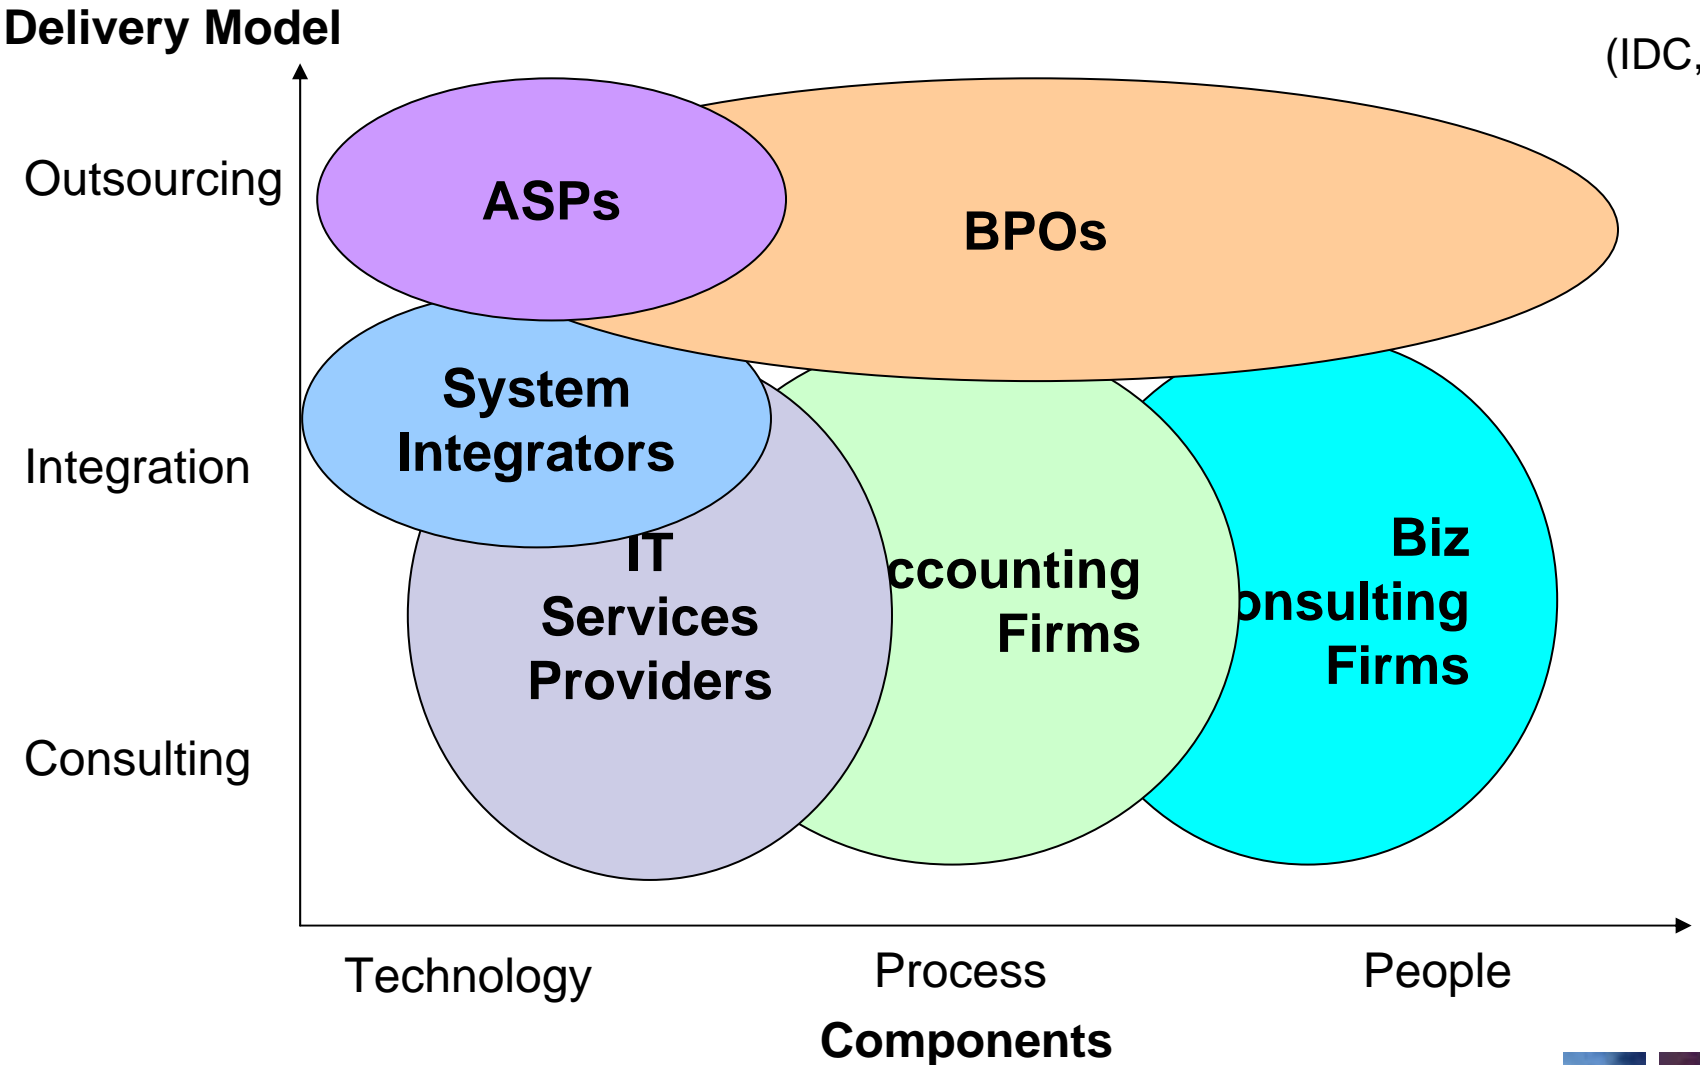 Delivery Model
(IDC,
Outsourcing
ASPs
BPOs
System
Integrators
Integration
IT
Services
Providers
ccounting
Firms
Biz
onsulting
Firms
Consulting
Technology
Process
People
Components